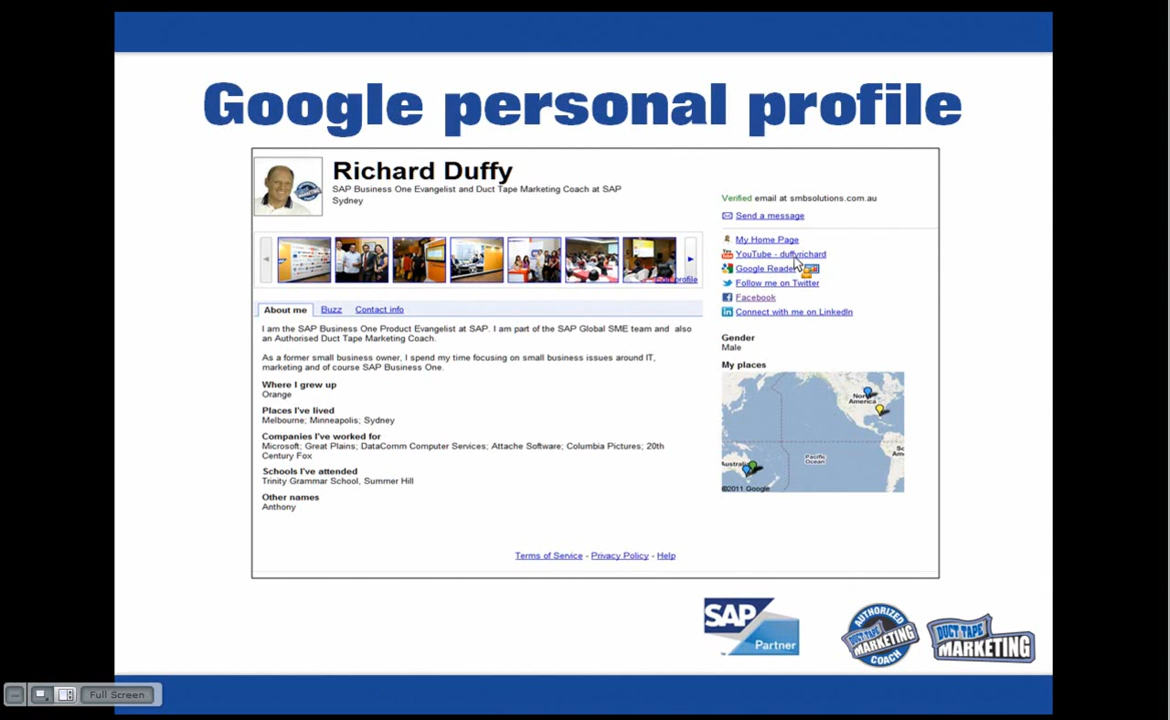 Google personal profile
Richard Duffy
SAP Business One Evangelist and Duct Tape Marketing Coach at SAP
Sydney
Verified email at smbsolutions.com.au
Send a message
My Home Page
YouTube - duffyrichard
Google Reader
Follow me on Twitter
Facebook
Connect with me on LinkedIn
Gender
Male
My places
North
America
Pacific
Ocean
Australia
©2011 Google
profile
About me Buzz Contact info
I am the SAP Business One Product Evangelist at SAP. I am part of the SAP Global SME team and also
an Authorised Duct Tape Marketing Coach.
As a former small business owner, I spend my time focusing on small business issues around IT,
marketing and of course SAP Business One.
Where I grew up
Orange
Places I've lived
Melbourne; Minneapolis; Sydney
Companies I've worked for
Microsoft; Great Plains; DataComm Computer Services; Attache Software; Columbia Pictures; 20th
Century Fox
Schools I've attended
Trinity Grammar School, Summer Hill
Other names
Anthony
Terms of Service - Privacy Policy - Help
SAP
Partner
AUTHORIZED
DUCT TAPE
MARKETING
COACH
DUCT TAPE
MARKETING
Full Screen